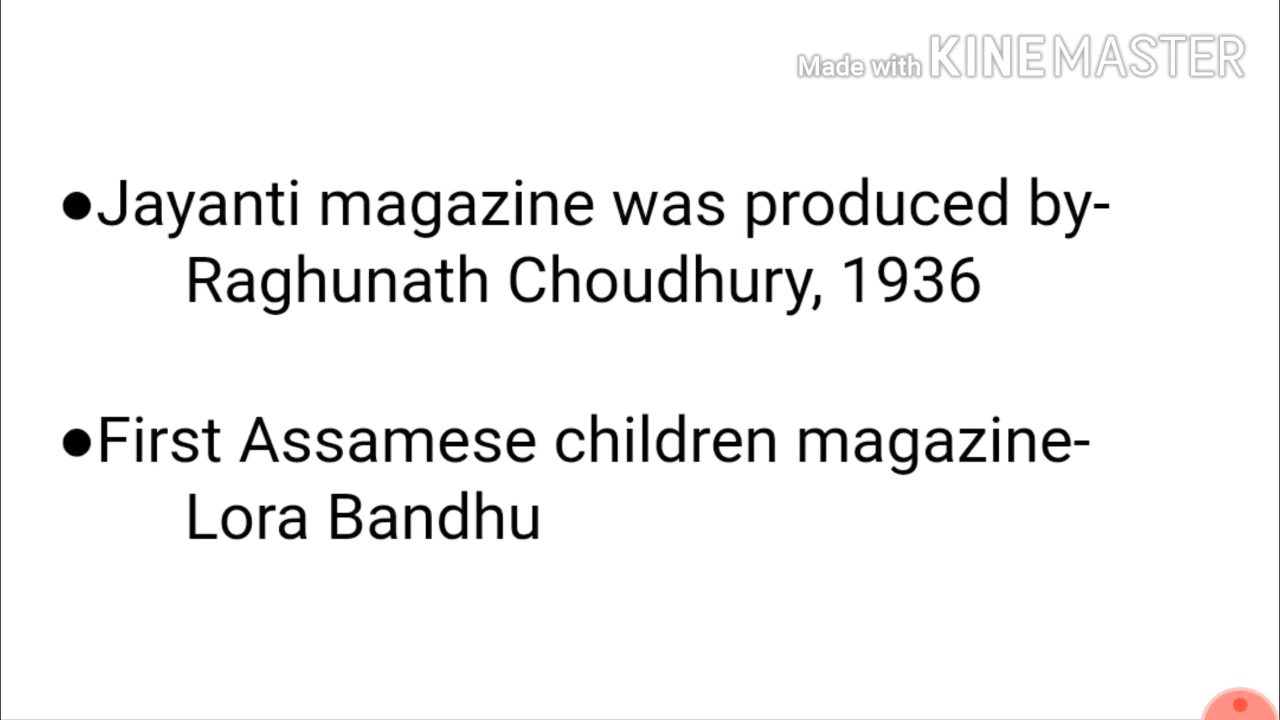 Made with KINEMASTER
●Jayanti magazine was produced by-
Raghunath Choudhury, 1936
●First Assamese children magazine-
Lora Bandhu